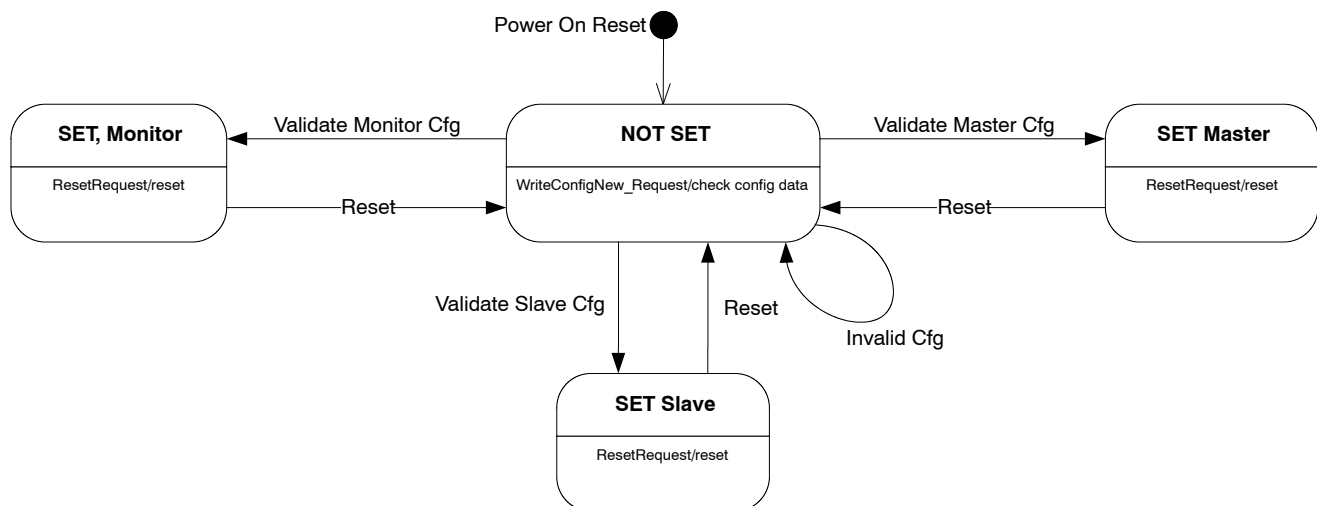 Power On Reset
SET, Monitor
ResetRequest/reset
Validate Monitor Cfg
Reset
NOT SET
WriteConfigNew_Request/check config data
Validate Master Cfg
Reset
SET Master
ResetRequest/reset
Validate Slave Cfg
Reset
Invalid Cfg
SET Slave
ResetRequest/reset